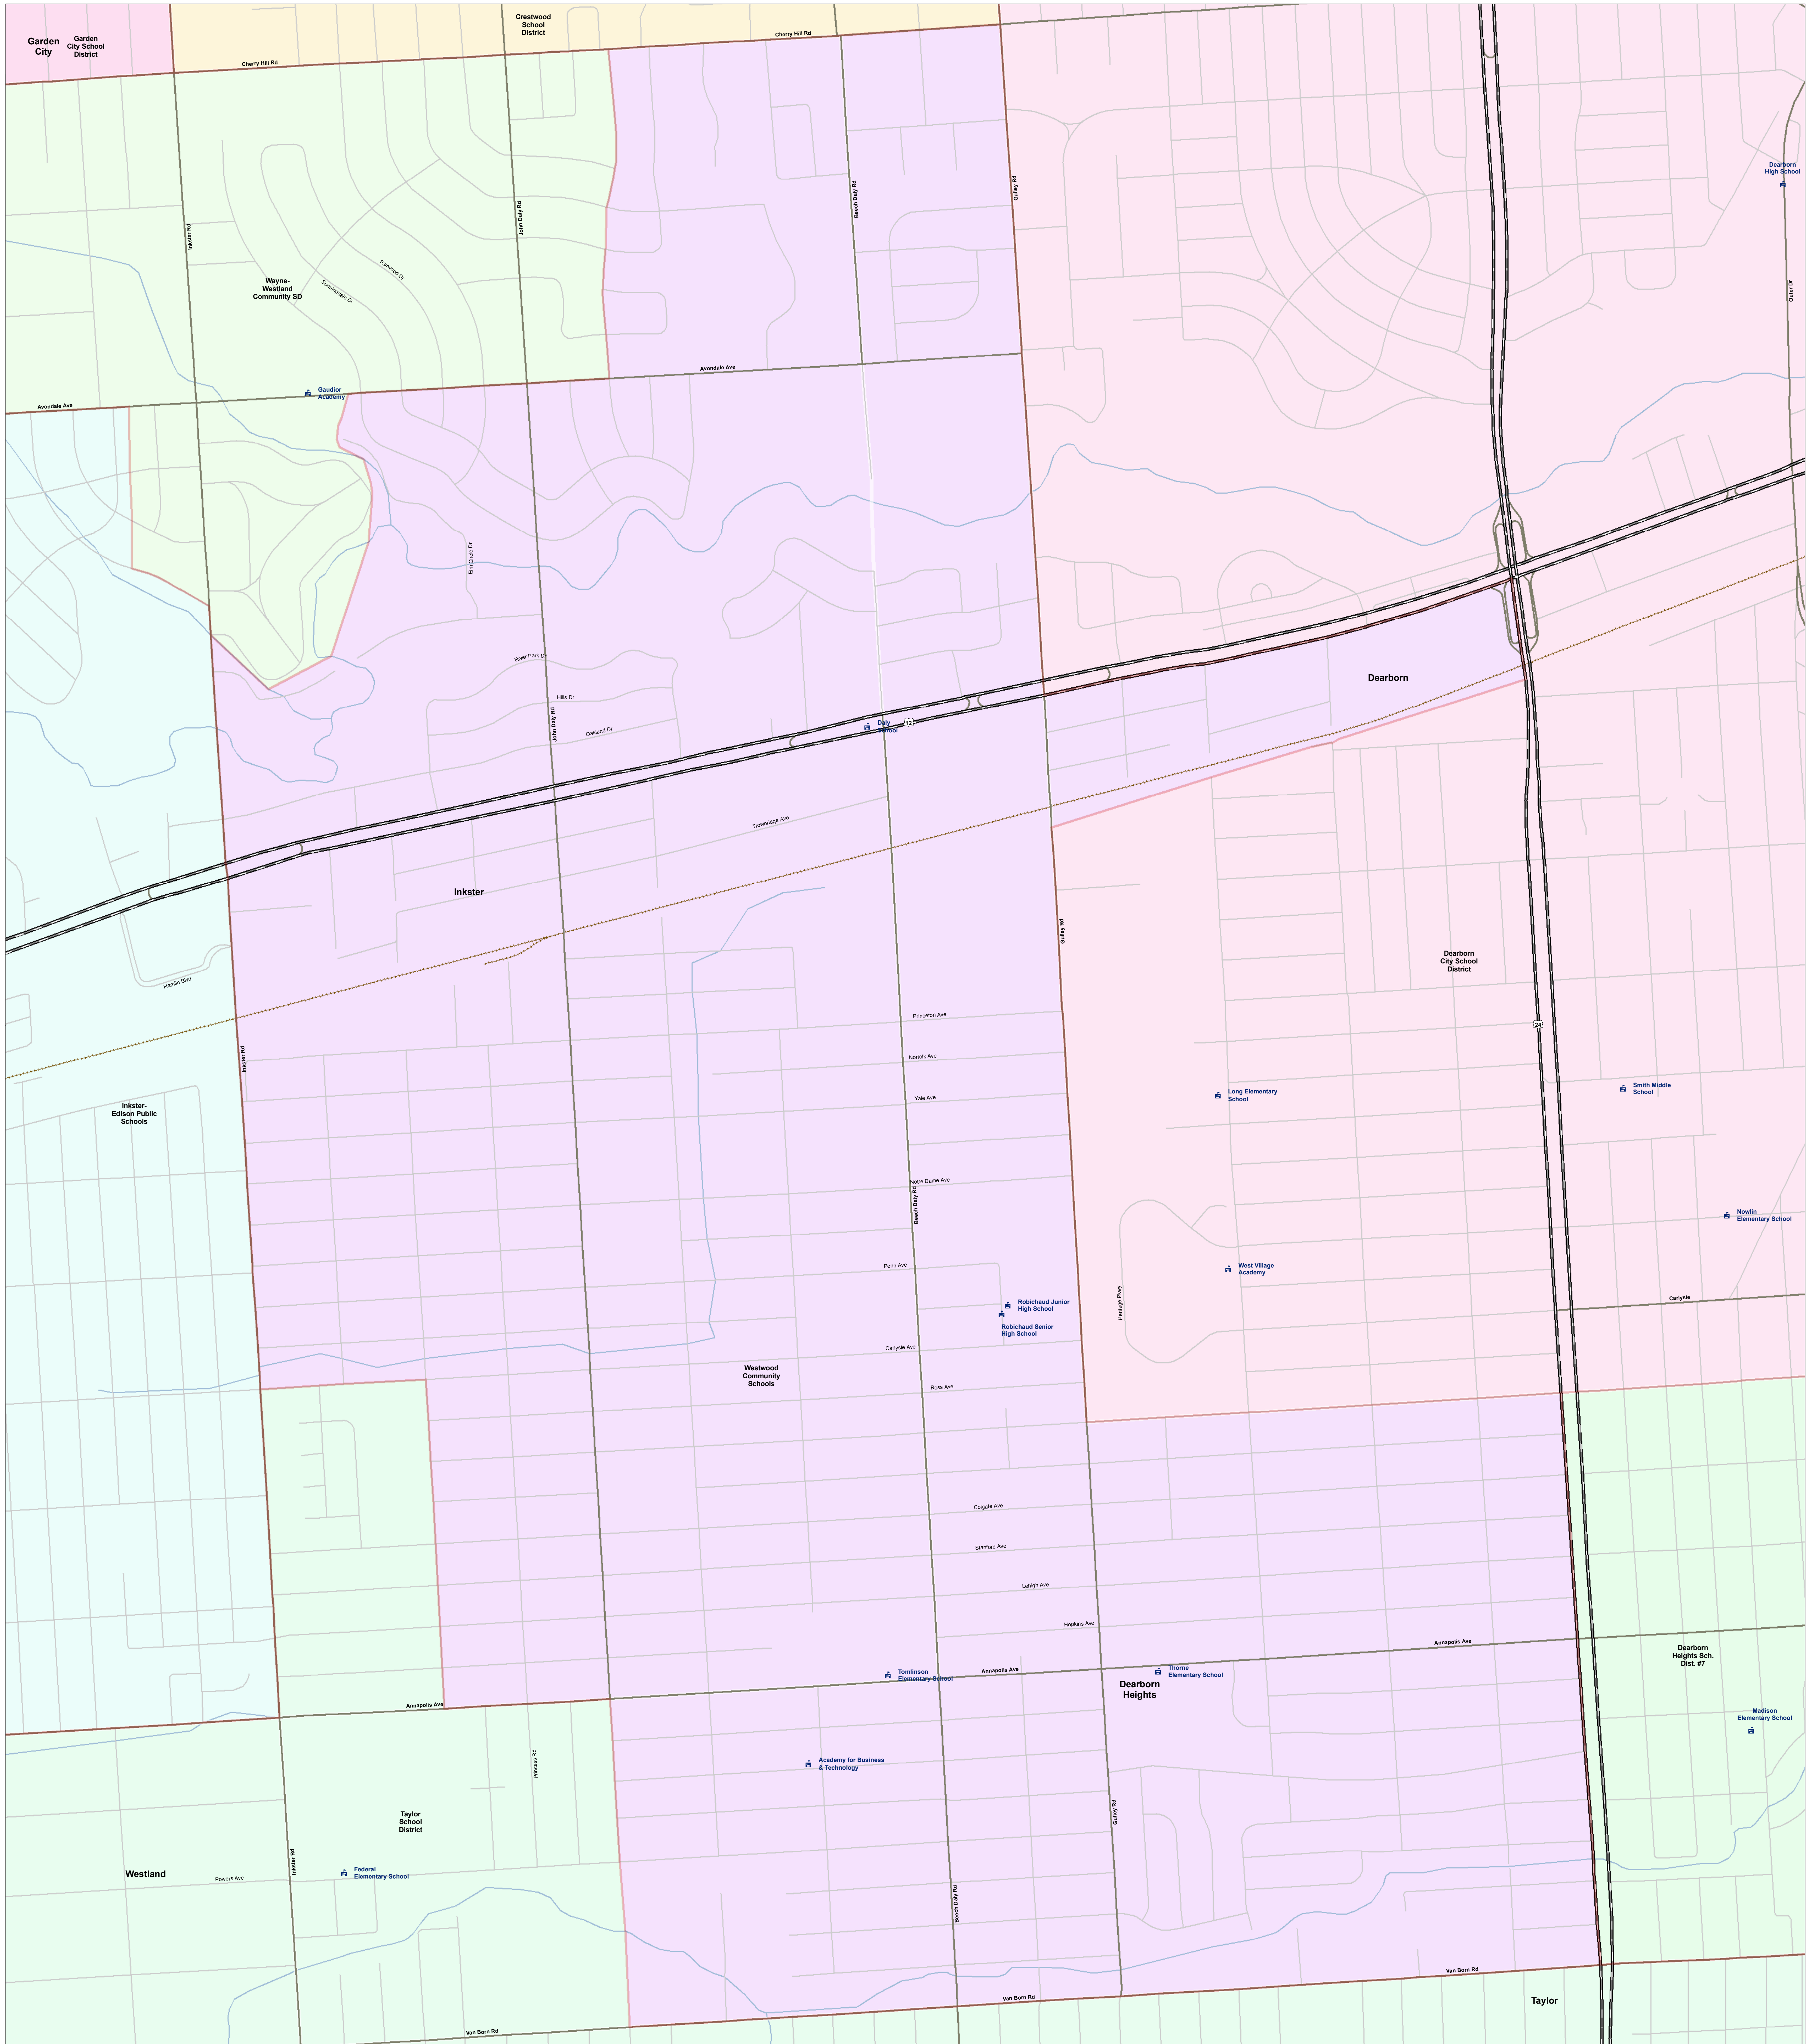 Crestwood
School
District
Garden
City
Garden
City School
District
Cherry Hill Rd
Cherry Hill Rd
Dearborn
High School
Inkster Rd
John Daly Rd
Beech Daly Rd
Gulley Rd
Outer Dr
Fairwood Dr
Sunningdale Dr
Wayne-
Westland
Community SD
Avondale Ave
Gaudior
Academy
Avondale Ave
Elm Circle Dr
River Park Dr
Hills Dr
Oakland Dr
John Daly Rd
Daly
School
12
Dearborn
Trowbridge Ave
Inkster
Gulley Rd
Hamlin Blvd
Dearborn
City School
District
24
Princeton Ave
Norfolk Ave
Inkster Rd
Yale Ave
Long Elementary
School
Smith Middle
School
Inkster-
Edison Public
Schools
Notre Dame Ave
Beech Daly Rd
Nowlin
Elementary School
Penn Ave
West Village
Academy
Heritage Pkwy
Carlysle
Robichaud Junior
High School
Robichaud Senior
High School
Carlysle Ave
Westwood
Community
Schools
Ross Ave
Colgate Ave
Stanford Ave
Lehigh Ave
Hopkins Ave
Annapolis Ave
Annapolis Ave
Tomlinson
Elementary School
Thorne
Elementary School
Dearborn
Heights
Dearborn
Heights Sch.
Dist. #7
Annapolis Ave
Madison
Elementary School
Princess Rd
Academy for Business
& Technology
Gulley Rd
Taylor
School
District
Westland
Powers Ave
Inkster Rd
Federal
Elementary School
Beech Daly Rd
Van Born Rd
Van Born Rd
Taylor
Van Born Rd